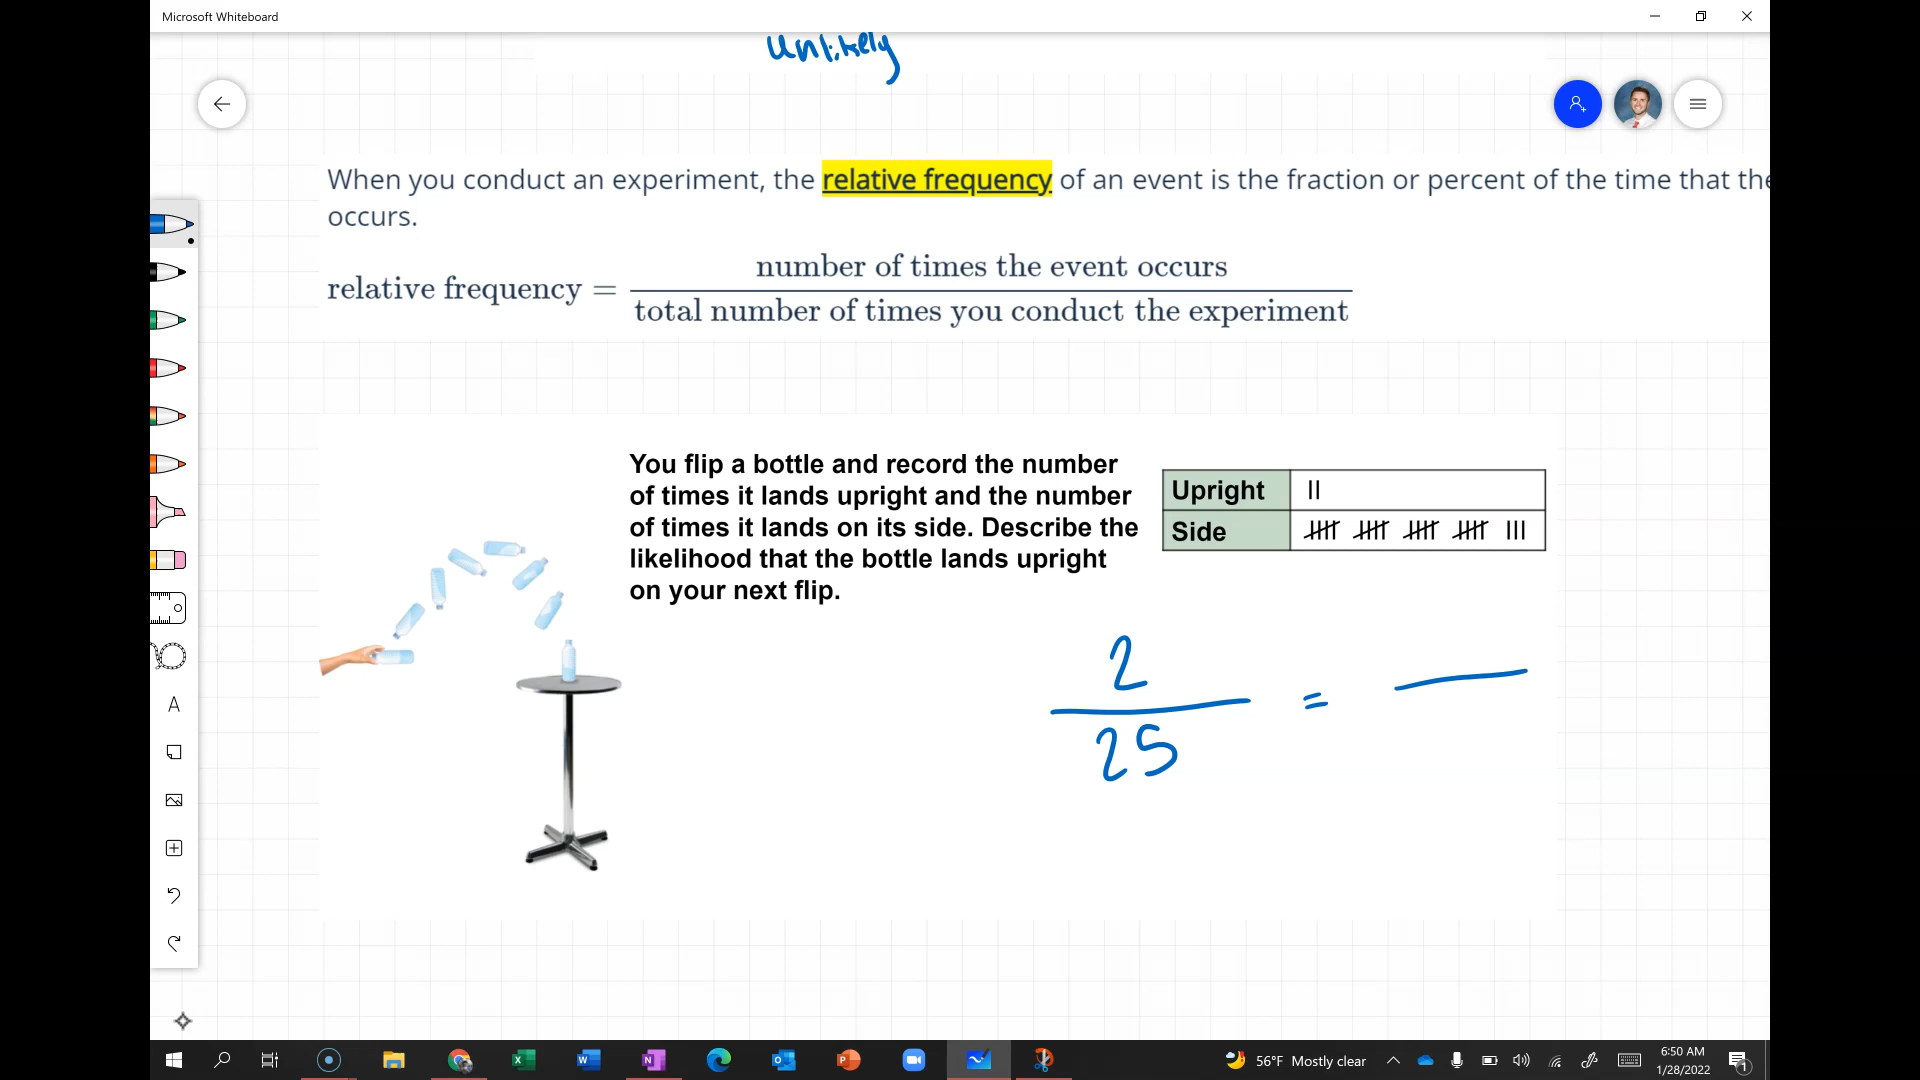 Microsoft Whiteboard
unlikely
When you conduct an experiment, the relative frequency of an event is the fraction or percent of the time that the
occurs.
relative frequency = number of times the event occurs
total number of times you conduct the experiment
You flip a bottle and record the number
of times it lands upright and the number
of times it lands on its side. Describe the
likelihood that the bottle lands upright
on your next flip.
Upright
Side
2
25
=
A
56°F Mostly clear
6:50 AM
1/28/2022
1